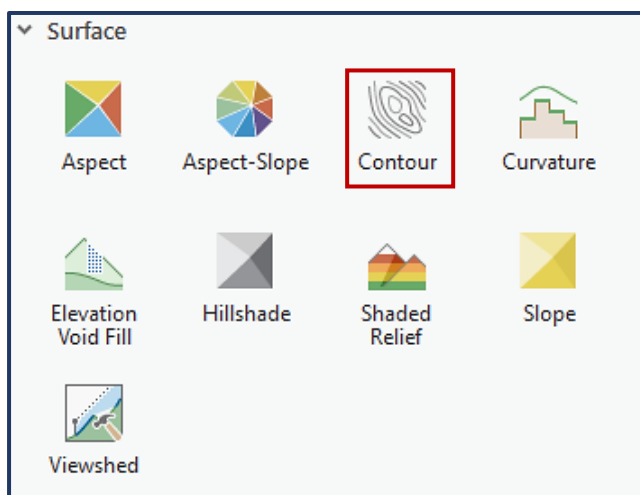 Surface
Aspect
Aspect-Slope
Contour
Curvature
Elevation
Void Fill
Hillshade
Shaded
Relief
Slope
Viewshed